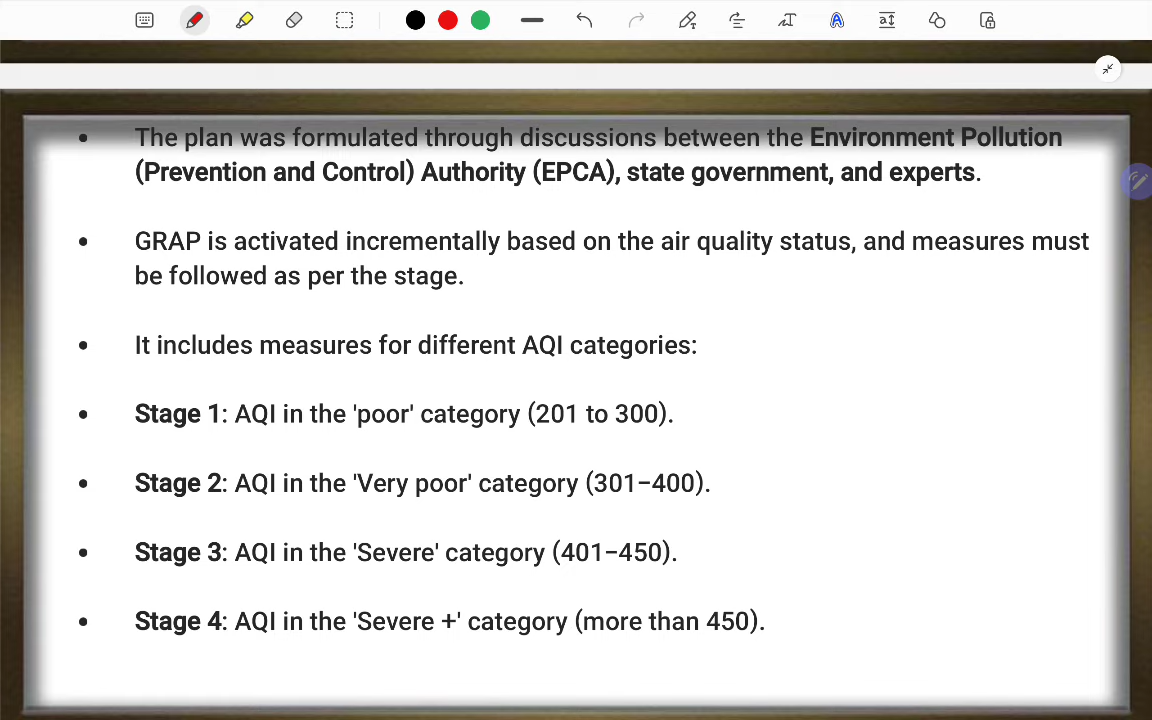 • The plan was formulated through discussions between the Environment Pollution
(Prevention and Control) Authority (EPCA), state government, and experts.
• GRAP is activated incrementally based on the air quality status, and measures must
be followed as per the stage.
• It includes measures for different AQI categories:
• Stage 1: AQI in the 'poor' category (201 to 300).
• Stage 2: AQI in the 'Very poor' category (301–400).
• Stage 3: AQI in the 'Severe' category (401–450).
• Stage 4: AQI in the 'Severe +' category (more than 450).